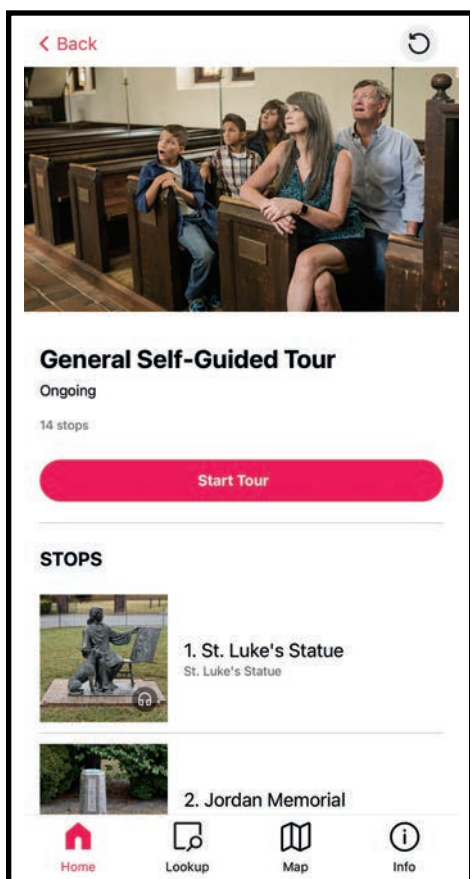 Back
General Self-Guided Tour
Ongoing
14 stops
Start Tour
STOPS
1. St. Luke's Statue
St. Luke's Statue
2. Jordan Memorial
Home Lookup Map Info